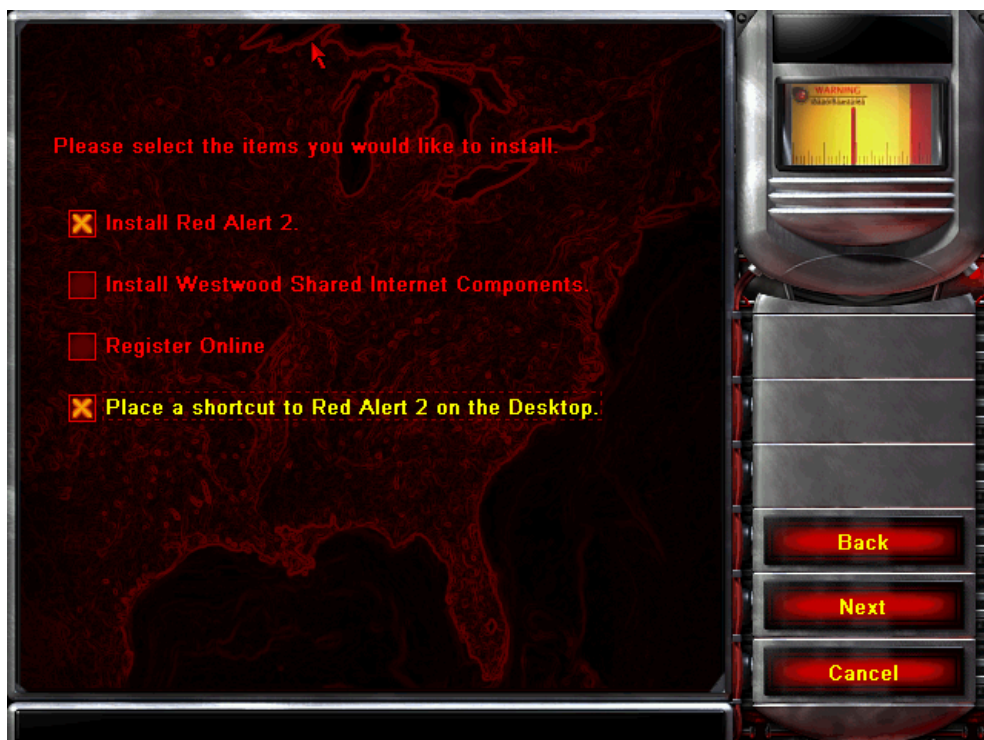 WARNING
Please select the items you would like to install.
Install Red Alert 2.
Install Westwood Shared Internet Components.
Register Online
Place a shortcut to Red Alert 2 on the Desktop.
Back
Next
Cancel